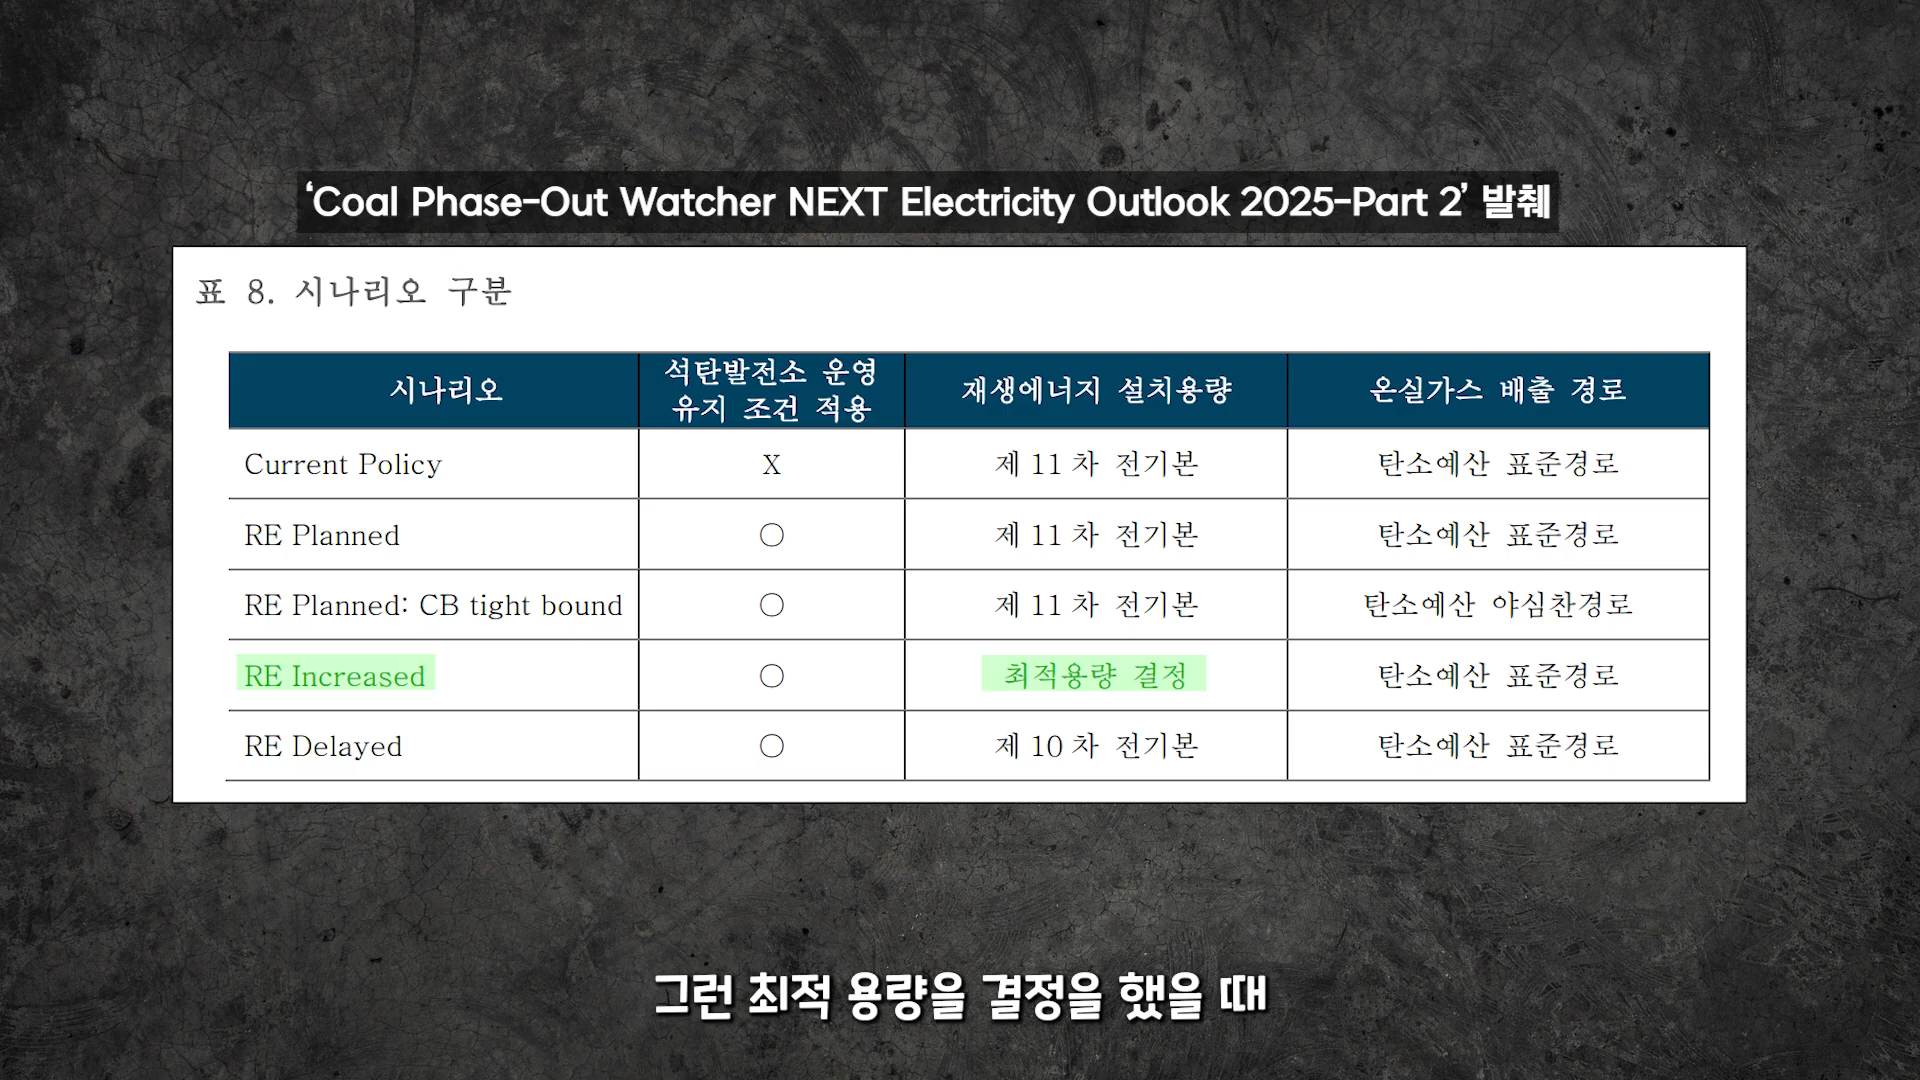 ‘Coal Phase-Out Watcher NEXT Electricity Outlook 2025-Part 2’ 발췌
표 8. 시나리오 구분
시나리오
석탄발전소 운영
유지 조건 적용
재생에너지 설치용량
온실가스 배출 경로
Current Policy X 제 11 차 전기본 탄소예산 표준경로
RE Planned ○ 제 11 차 전기본 탄소예산 표준경로
RE Planned: CB tight bound ○ 제 11 차 전기본 탄소예산 야심찬경로
RE Increased ○ 최적용량 결정 탄소예산 표준경로
RE Delayed ○ 제 10 차 전기본 탄소예산 표준경로
그런 최적 용량을 결정을 했을 때